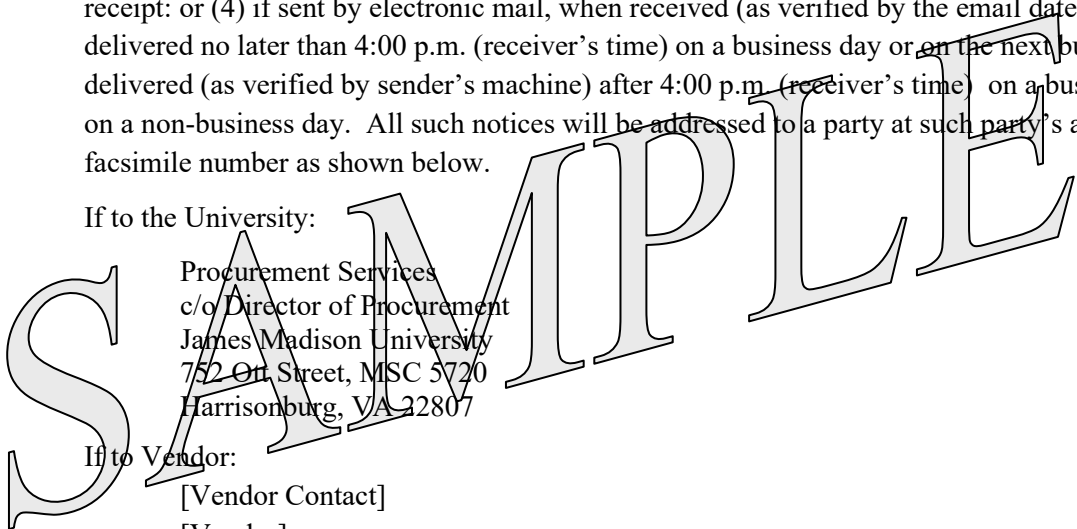 receipt: or (4) if sent by electronic mail, when received (as verified by the email date
delivered no later than 4:00 p.m. (receiver’s time) on a business day or on the next bu
delivered (as verified by sender’s machine) after 4:00 p.m. (receiver’s time)  on a bus
on a non-business day.  All such notices will be addressed to a party at such party’s a
facsimile number as shown below.
If to the University:
Procurement Services
c/o Director of Procurement
James Madison University
752 Ott Street, MSC 5720
Harrisonburg, VA 22807
If to Vendor:
[Vendor Contact]
[Vendor]
SAMPLE